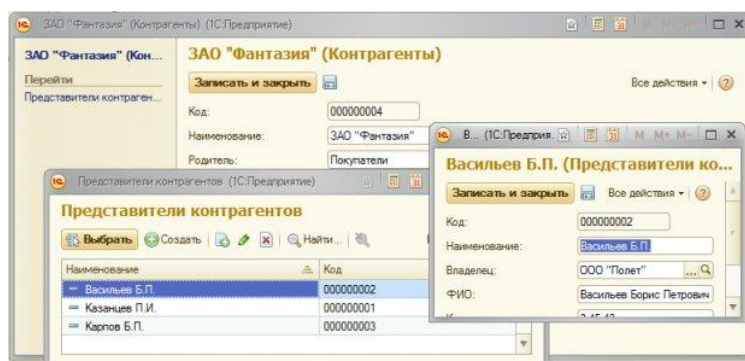 ЗАО "Фантазия" (Контрагенты) (1С:Предприятие)
M M+ M-
ЗАО "Фантазия" (Кон...
Перейти
Представители контраген...
ЗАО "Фантазия" (Контрагенты)
Записать и закрыть
Все действия
Код:
000000004
Наименование:
ЗАО "Фантазия"
Родитель:
Покупатели
Представители контрагентов (1С:Предприятие)
Представители контрагентов
Выбрать Создать Найти...
Наименование Код
Васильев Б.П. 000000002
Казанцев П.И. 000000001
Карпов Б.П. 000000003
В... (1С:Предприя. M M+ M-
Васильев Б.П. (Представители ко...
Записать и закрыть Все действия
Код: 000000002
Наименование: Васильев Б.П.
Владелец: ООО "Полет" ...
ФИО: Васильев Борис Петрович